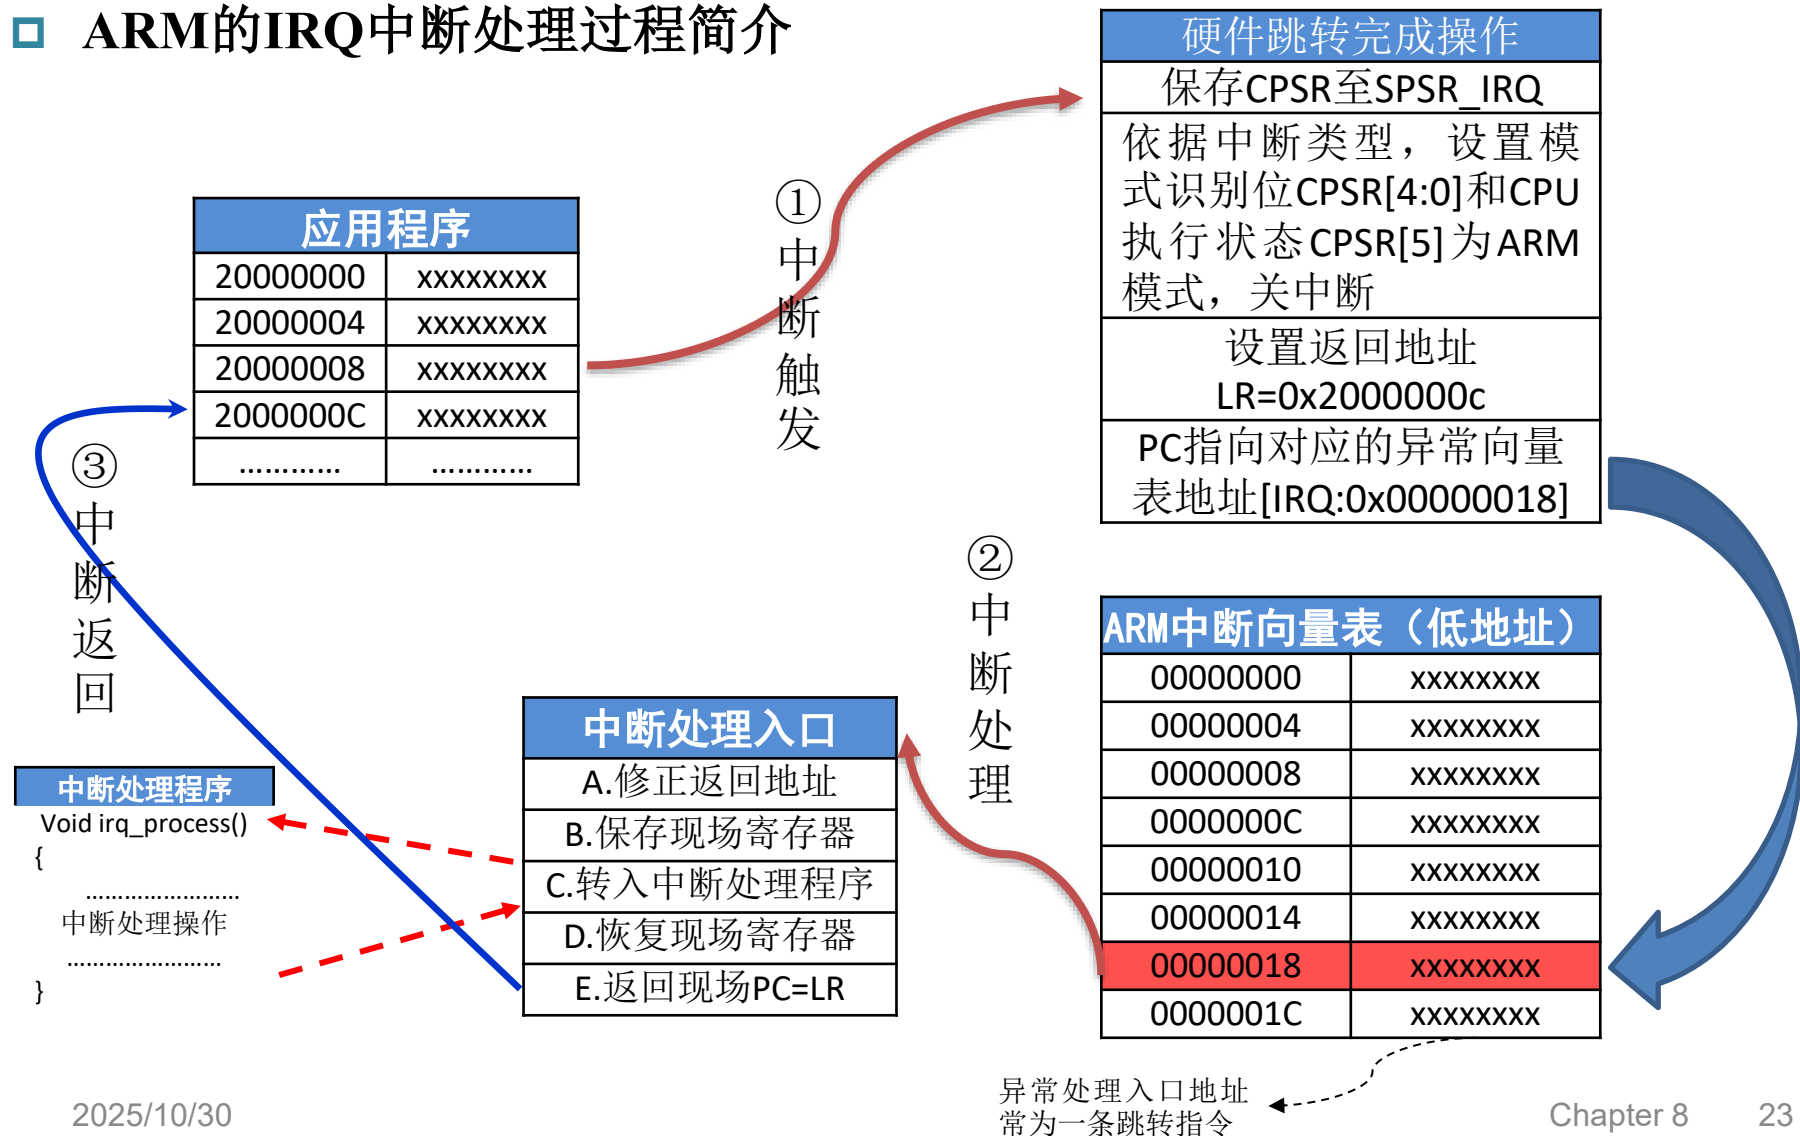 ARM的IRQ中断处理过程简介
硬件跳转完成操作
保存CPSR至SPSR_IRQ
依据中断类型，设置模
式识别位CPSR[4:0]和CPU
执行状态CPSR[5]为ARM
模式，关中断
设置返回地址
LR=0x2000000c
PC指向对应的异常向量
表地址[IRQ:0x00000018]
①
中
断
触
发
应用程序
20000000 xxxxxxxx
20000004 xxxxxxxx
20000008 xxxxxxxx
2000000C xxxxxxxx
………… …………
③
中
断
返
回
②
中
断
处
理
ARM中断向量表（低地址）
00000000 xxxxxxxx
00000004 xxxxxxxx
00000008 xxxxxxxx
0000000C xxxxxxxx
00000010 xxxxxxxx
00000014 xxxxxxxx
00000018 xxxxxxxx
0000001C xxxxxxxx
中断处理入口
A.修正返回地址
B.保存现场寄存器
C.转入中断处理程序
D.恢复现场寄存器
E.返回现场PC=LR
中断处理程序
Void irq_process()
{
……………………
中断处理操作
……………………
}
异常处理入口地址
常为一条跳转指令
2025/10/30
Chapter 8 23